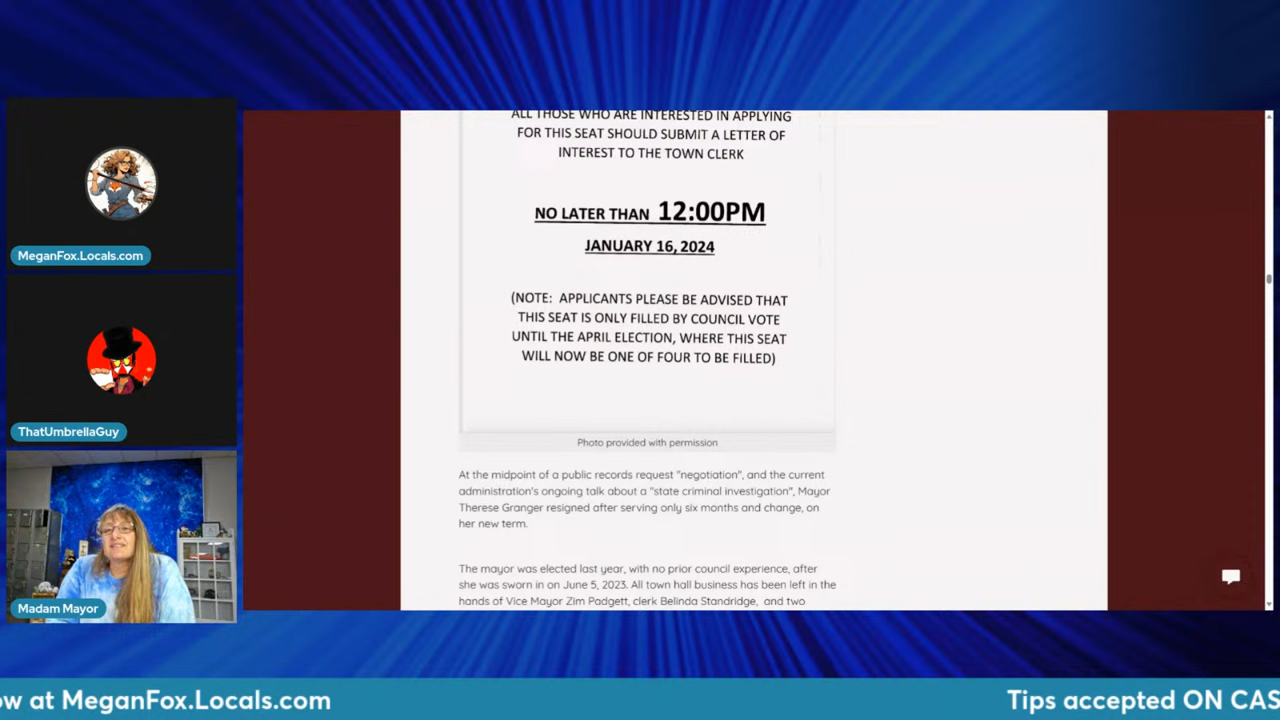 MeganFox.Locals.com
ThatUmbrellaGuy
Madam Mayor
ALL THOSE WHO ARE INTERESTED IN APPLYING
FOR THIS SEAT SHOULD SUBMIT A LETTER OF
INTEREST TO THE TOWN CLERK
NO LATER THAN 12:00PM
JANUARY 16, 2024
(NOTE: APPLICANTS PLEASE BE ADVISED THAT
THIS SEAT IS ONLY FILLED BY COUNCIL VOTE
UNTIL THE APRIL ELECTION, WHERE THIS SEAT
WILL NOW BE ONE OF FOUR TO BE FILLED)
Photo provided with permission
At the midpoint of a public records request "negotiation", and the current
administration's ongoing talk about a "state criminal investigation", Mayor
Therese Granger resigned after serving only six months and change, on
her new term.
The mayor was elected last year, with no prior council experience, after
she was sworn in on June 5, 2023. All town hall business has been left in the
hands of Vice Mayor Zim Padgett, clerk Belinda Standridge, and two
ow at MeganFox.Locals.com
Tips accepted ON CAS